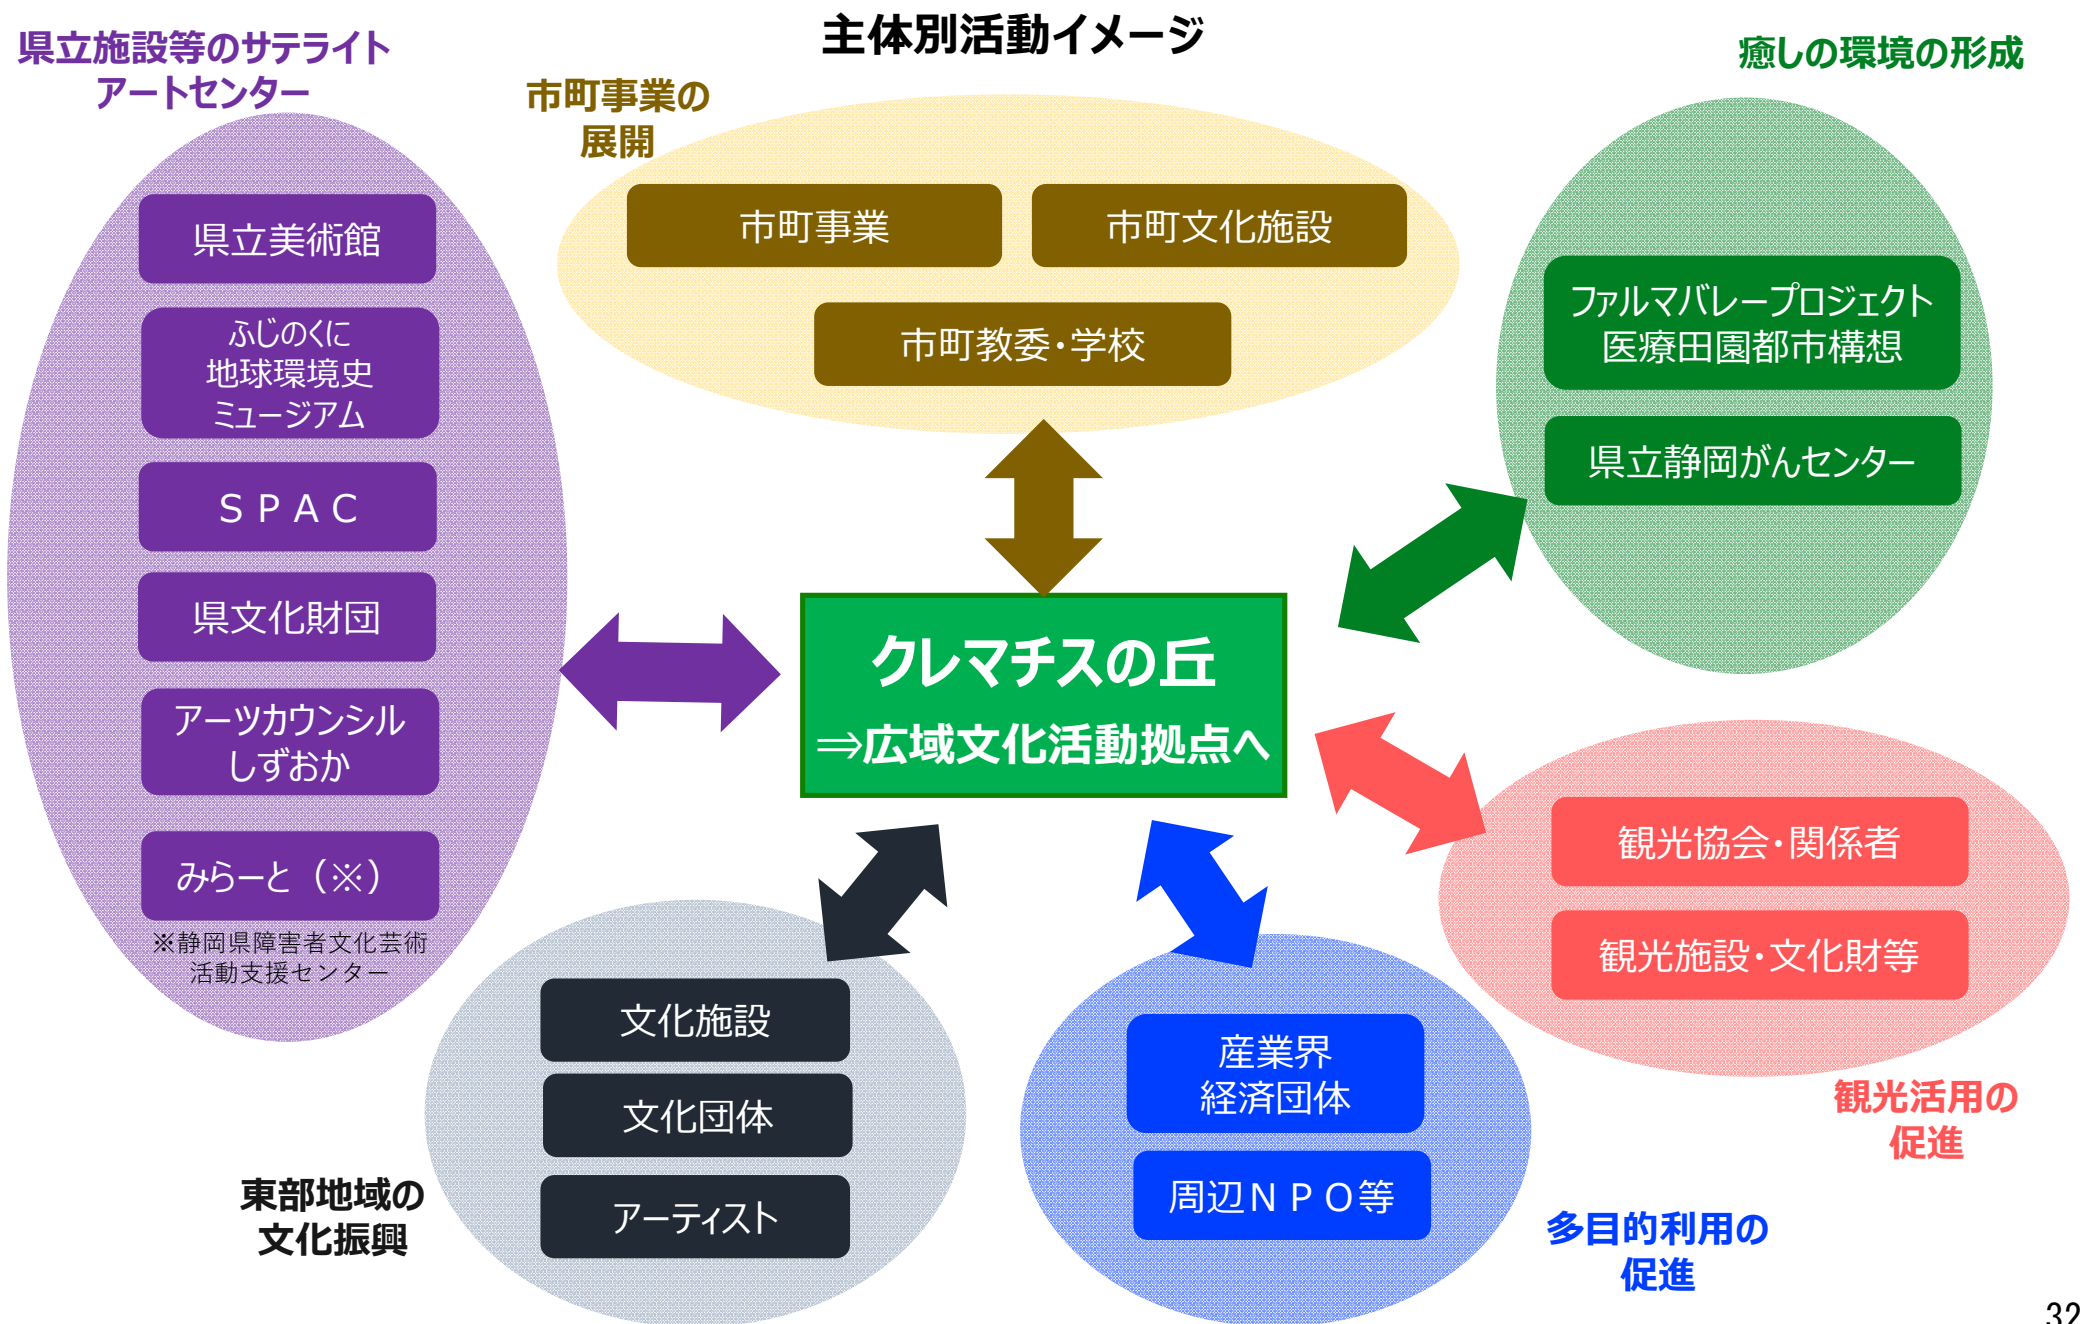 主体別活動イメージ
県立施設等のサテライト
アートセンター
県立美術館
ふじのくに
地球環境史
ミュージアム
ＳＰＡＣ
県文化財団
アーツカウンシル
しずおか
みらーと（※）
※静岡県障害者文化芸術
活動支援センター
市町事業の
展開
市町事業
市町文化施設
市町教委・学校
癒しの環境の形成
ファルマバレープロジェクト
医療田園都市構想
県立静岡がんセンター
クレマチスの丘
⇒広域文化活動拠点へ
観光協会・関係者
観光施設・文化財等
観光活用の
促進
文化施設
文化団体
アーティスト
東部地域の
文化振興
産業界
経済団体
周辺ＮＰＯ等
多目的利用の
促進
32